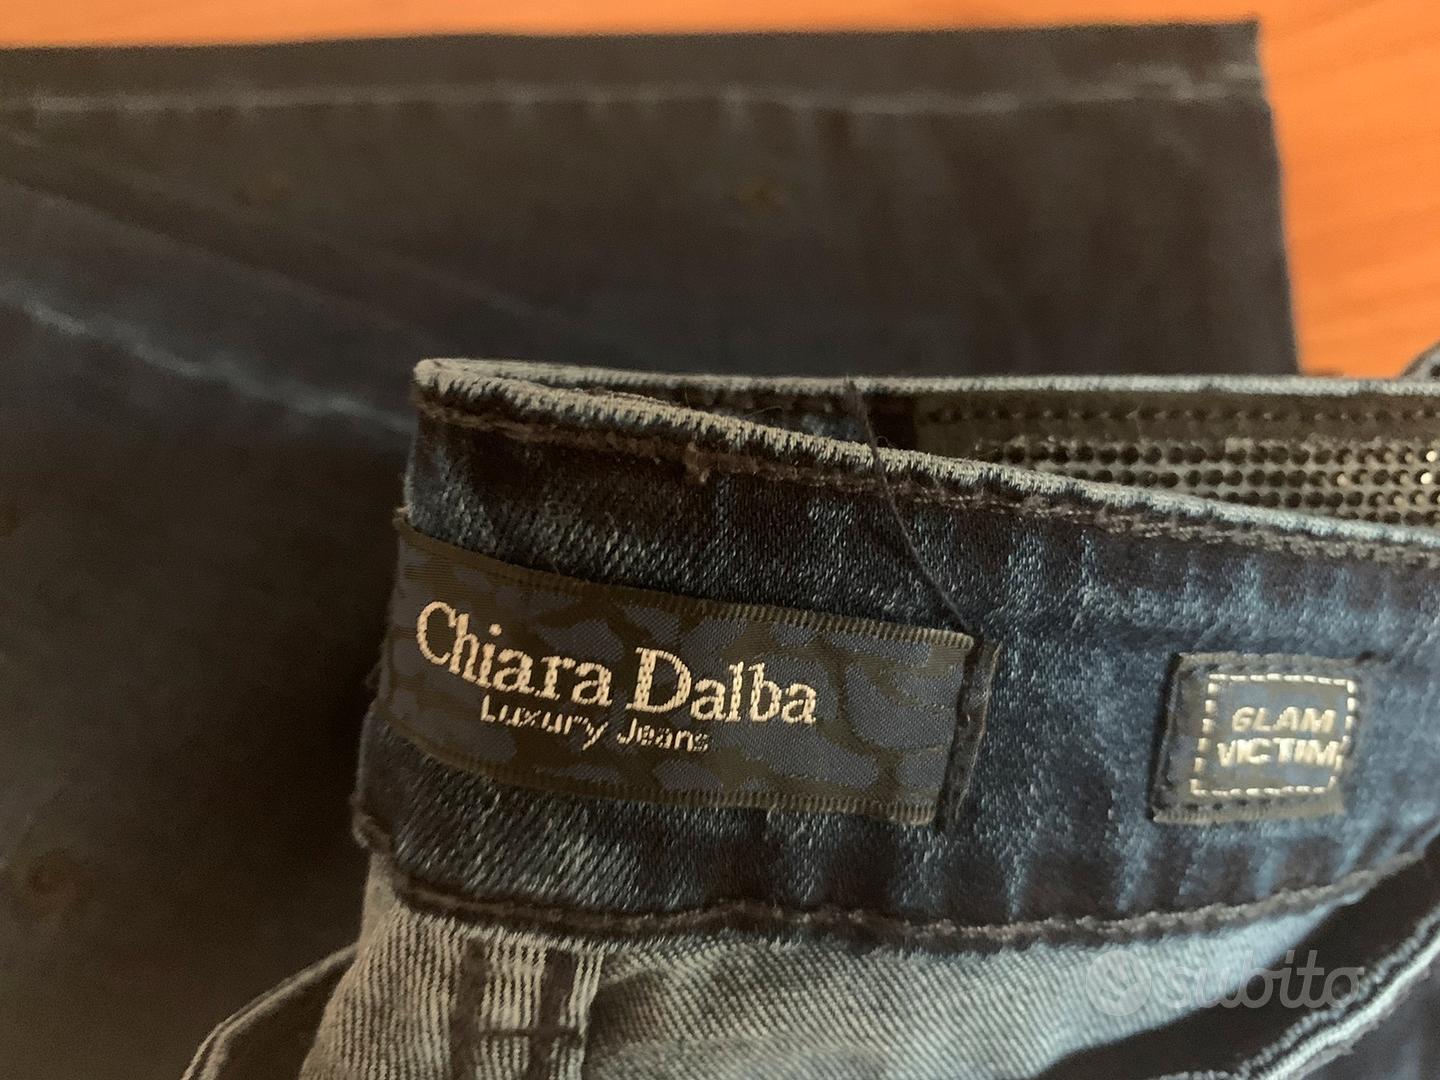 Chiara Dalba
Luxury Jeans
GLAM
VICTIM
subito